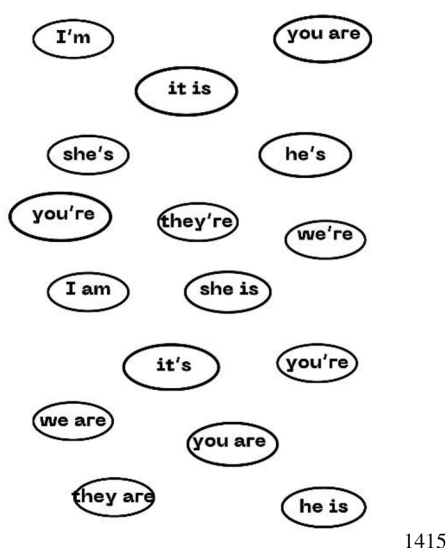 I'm
you are
it is
she's
he's
you're
they're
we're
I am
she is
it's
you're
we are
you are
they are
he is
1415